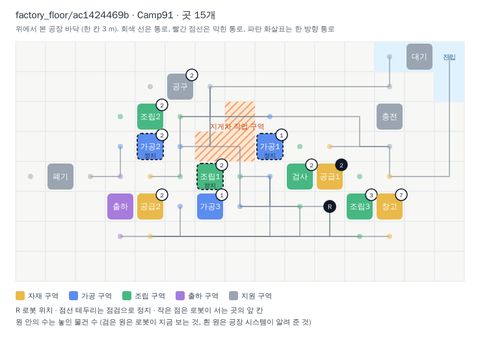 factory_floor/ac1424469b · Camp91 · 곳 15개
위에서 본 공장 바닥 (한 칸 3 m). 회색 선은 통로, 빨간 점선은 막힌 통로, 파란 화살표는 한 방향 통로
대기
진입
공구 2
충전
조립2 2
지게차 작업 구역
가공2 2
가공1 1
폐기
조립1 2
검사 2
공급1 2
출하
공급2 2
가공3 1
R
조립3 3
창고 7
자재 구역
가공 구역
조립 구역
출하 구역
지원 구역
R 로봇 위치 · 점선 테두리는 점검으로 정지 · 작은 점은 로봇이 서는 곳의 앞 칸
원 안의 수는 놓인 물건 수 (검은 원은 로봇이 지금 보는 것, 흰 원은 공장 시스템이 알려 준 것)